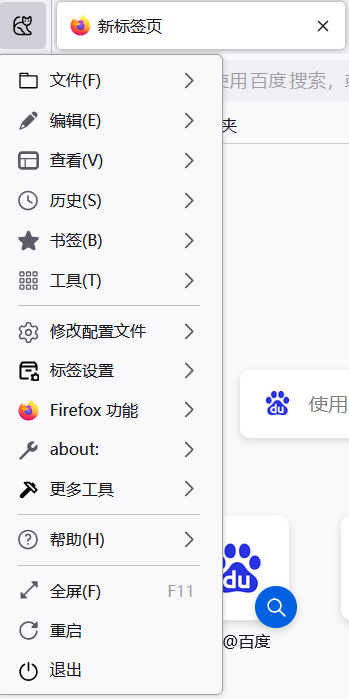 新标签页
文件(F)
使用百度搜索，
编辑(E)
夹
查看(V)
历史(S)
书签(B)
工具(T)
修改配置文件
标签设置
Firefox 功能
使用
about:
更多工具
帮助(H)
du
全屏(F) F11
重启
@百度
退出